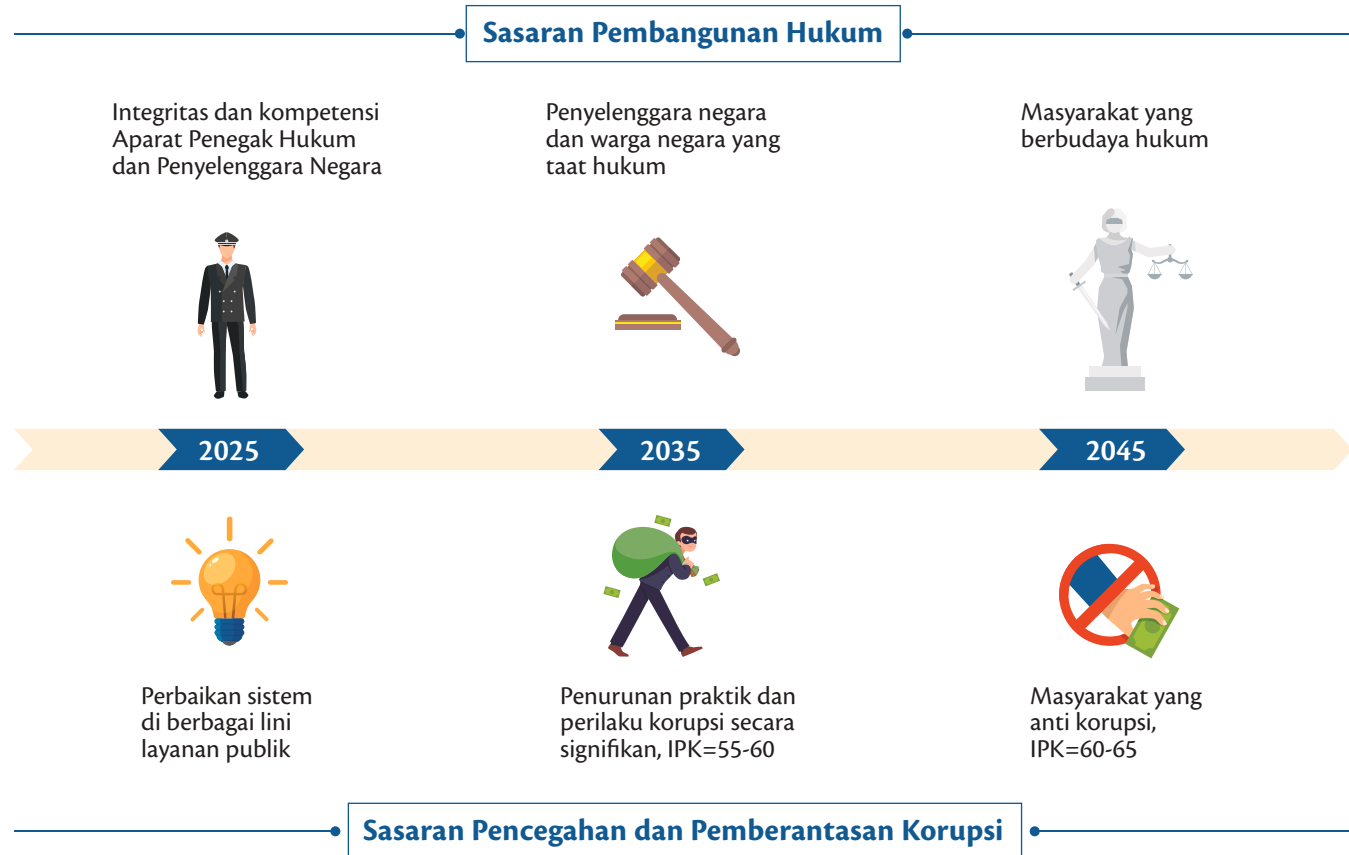 Sasaran Pembangunan Hukum
Integritas dan kompetensi
Aparat Penegak Hukum
dan Penyelenggara Negara
Penyelenggara negara
dan warga negara yang
taat hukum
Masyarakat yang
berbudaya hukum
2025
2035
2045
Perbaikan sistem
di berbagai lini
layanan publik
Penurunan praktik dan
perilaku korupsi secara
signifikan, IPK=55-60
Masyarakat yang
anti korupsi,
IPK=60-65
Sasaran Pencegahan dan Pemberantasan Korupsi